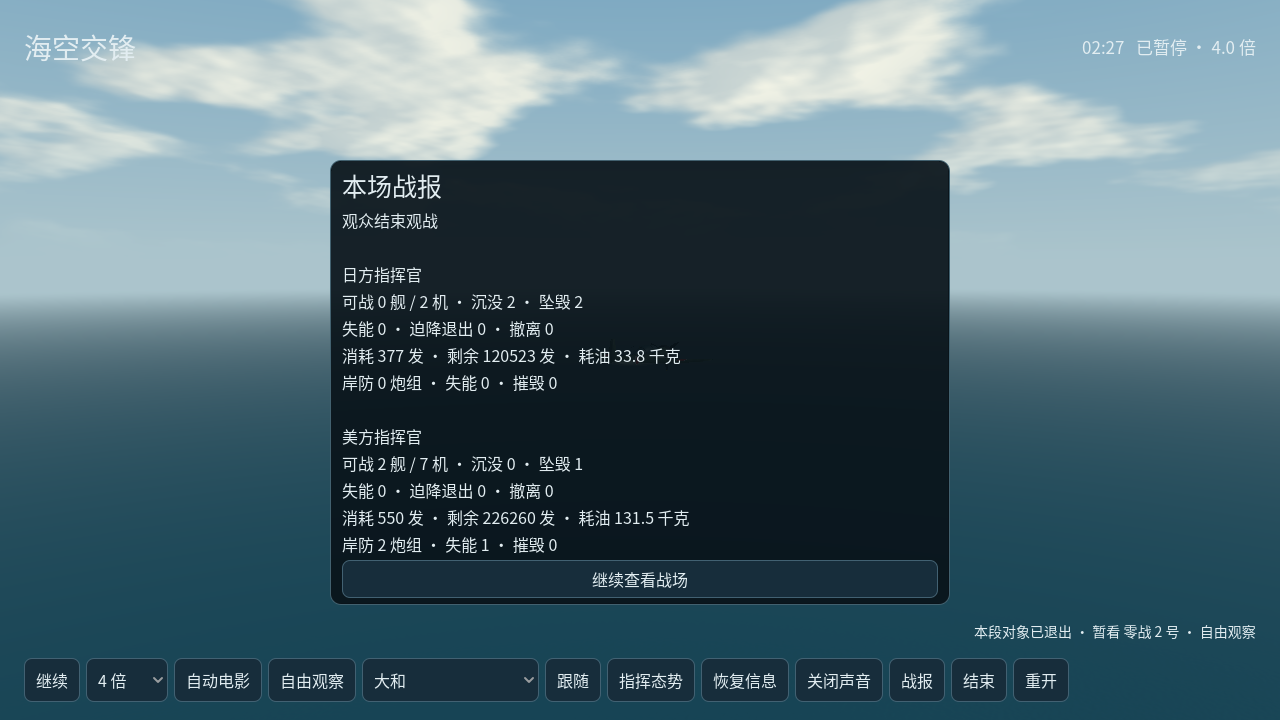 海空交锋
02:27 已暂停 · 4.0 倍
本场战报
观众结束观战
日方指挥官
可战 0 舰 / 2 机 · 沉没 2 · 坠毁 2
失能 0 · 迫降退出 0 · 撤离 0
消耗 377 发 · 剩余 120523 发 · 耗油 33.8 千克
岸防 0 炮组 · 失能 0 · 摧毁 0
美方指挥官
可战 2 舰 / 7 机 · 沉没 0 · 坠毁 1
失能 0 · 迫降退出 0 · 撤离 0
消耗 550 发 · 剩余 226260 发 · 耗油 131.5 千克
岸防 2 炮组 · 失能 1 · 摧毁 0
继续查看战场
本段对象已退出 · 暂看 零战 2 号 · 自由观察
继续 4 倍 自动电影 自由观察 大和 跟随 指挥态势 恢复信息 关闭声音 战报 结束 重开